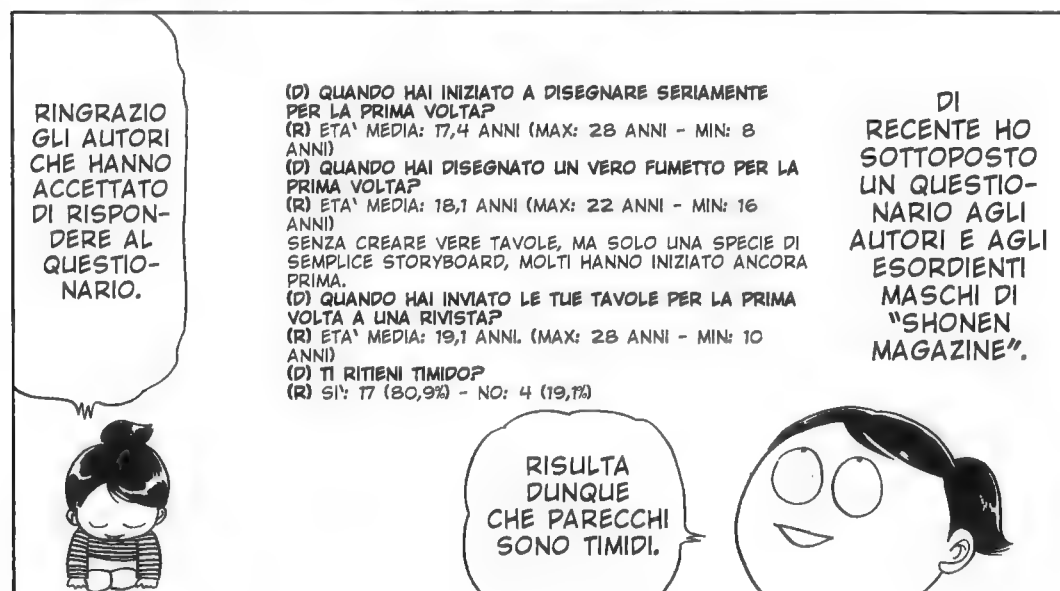 DI
RECENTE HO
SOTTOPOSTO
UN QUESTIO-
NARIO AGLI
AUTORI E AGLI
ESORDIENTI
MASCHI DI
"SHONEN
MAGAZINE".
(D) QUANDO HAI INIZIATO A DISEGNARE SERIAMENTE
PER LA PRIMA VOLTA?
(R) ETA' MEDIA: 17,4 ANNI (MAX: 28 ANNI - MIN: 8
ANNI)
(D) QUANDO HAI DISEGNATO UN VERO FUMETTO PER LA
PRIMA VOLTA?
(R) ETA' MEDIA: 18,1 ANNI (MAX: 22 ANNI - MIN: 16
ANNI)
SENZA CREARE VERE TAVOLE, MA SOLO UNA SPECIE DI
SEMPLICE STORYBOARD, MOLTI HANNO INIZIATO ANCORA
PRIMA.
(D) QUANDO HAI INVIATO LE TUE TAVOLE PER LA PRIMA
VOLTA A UNA RIVISTA?
(R) ETA' MEDIA: 19,1 ANNI. (MAX: 28 ANNI - MIN: 10
ANNI)
(D) TI RITIENI TIMIDO?
(R) SI': 17 (80,9%) - NO: 4 (19,1%)
RISULTA
DUNQUE
CHE PARECCHI
SONO TIMIDI.
RINGRAZIO
GLI AUTORI
CHE HANNO
ACCETTATO
DI RISPON-
DERE AL
QUESTIO-
NARIO.